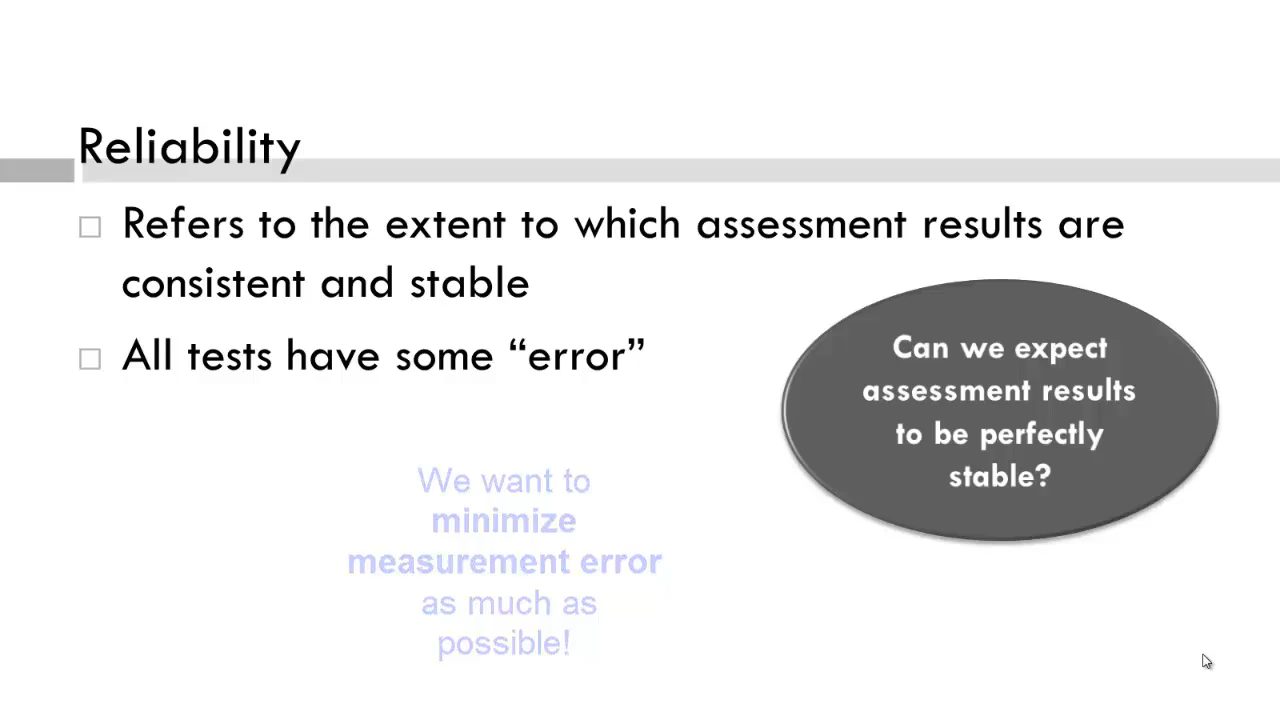 Reliability
Refers to the extent to which assessment results are
consistent and stable
All tests have some “error”
Can we expect
assessment results
to be perfectly
stable?
We want to
minimize
measurement error
as much as
possible!